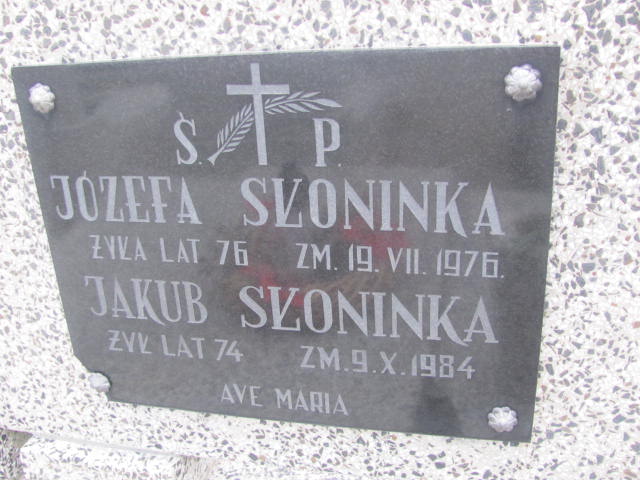 Ś. P.
JÓZEFA SŁONINKA
ŻYŁA LAT 76 ZM. 19. VII. 1976.
JAKUB SŁONINKA
ŻYŁ LAT 74 ZM. 9. X. 1984
AVE MARIA